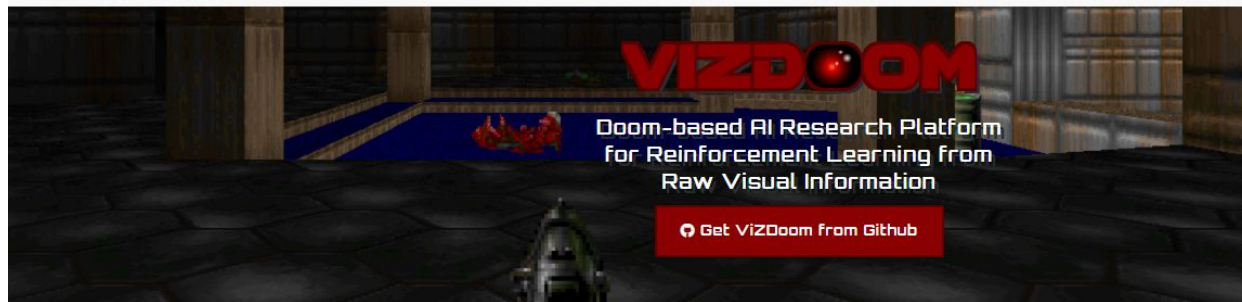 VIZDOOM
Doom-based AI Research Platform
for Reinforcement Learning from
Raw Visual Information
Get ViZDoom from Github